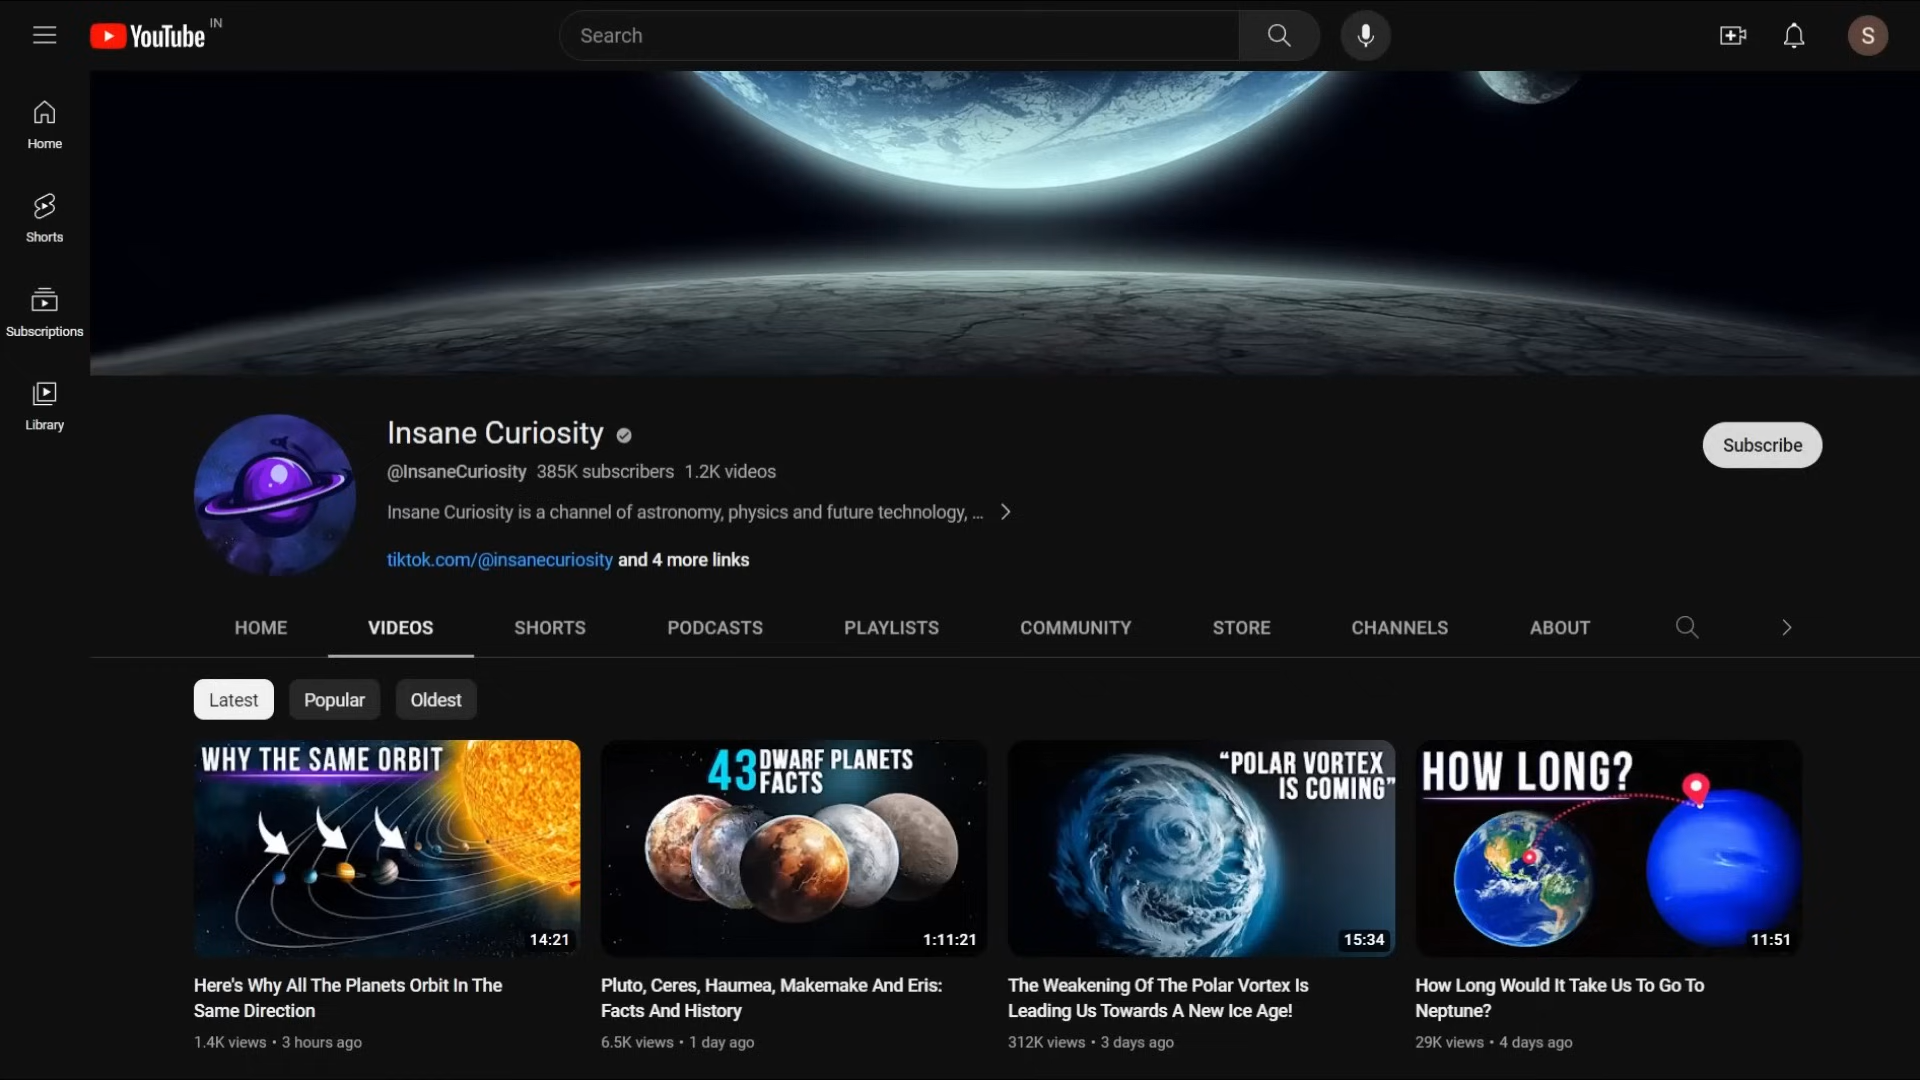 YouTube IN
Search
S
Home
Shorts
Subscriptions
Library
Insane Curiosity
@InsaneCuriosity 385K subscribers 1.2K videos
Insane Curiosity is a channel of astronomy, physics and future technology, ...
tiktok.com/@insanecuriosity and 4 more links
Subscribe
HOME VIDEOS SHORTS PODCASTS PLAYLISTS COMMUNITY STORE CHANNELS ABOUT
Latest Popular Oldest
WHY THE SAME ORBIT
14:21
Here's Why All The Planets Orbit In The
Same Direction
1.4K views • 3 hours ago
43 DWARF PLANETS
FACTS
1:11:21
Pluto, Ceres, Haumea, Makemake And Eris:
Facts And History
6.5K views • 1 day ago
“POLAR VORTEX
IS COMING”
15:34
The Weakening Of The Polar Vortex Is
Leading Us Towards A New Ice Age!
312K views • 3 days ago
HOW LONG?
11:51
How Long Would It Take Us To Go To
Neptune?
29K views • 4 days ago